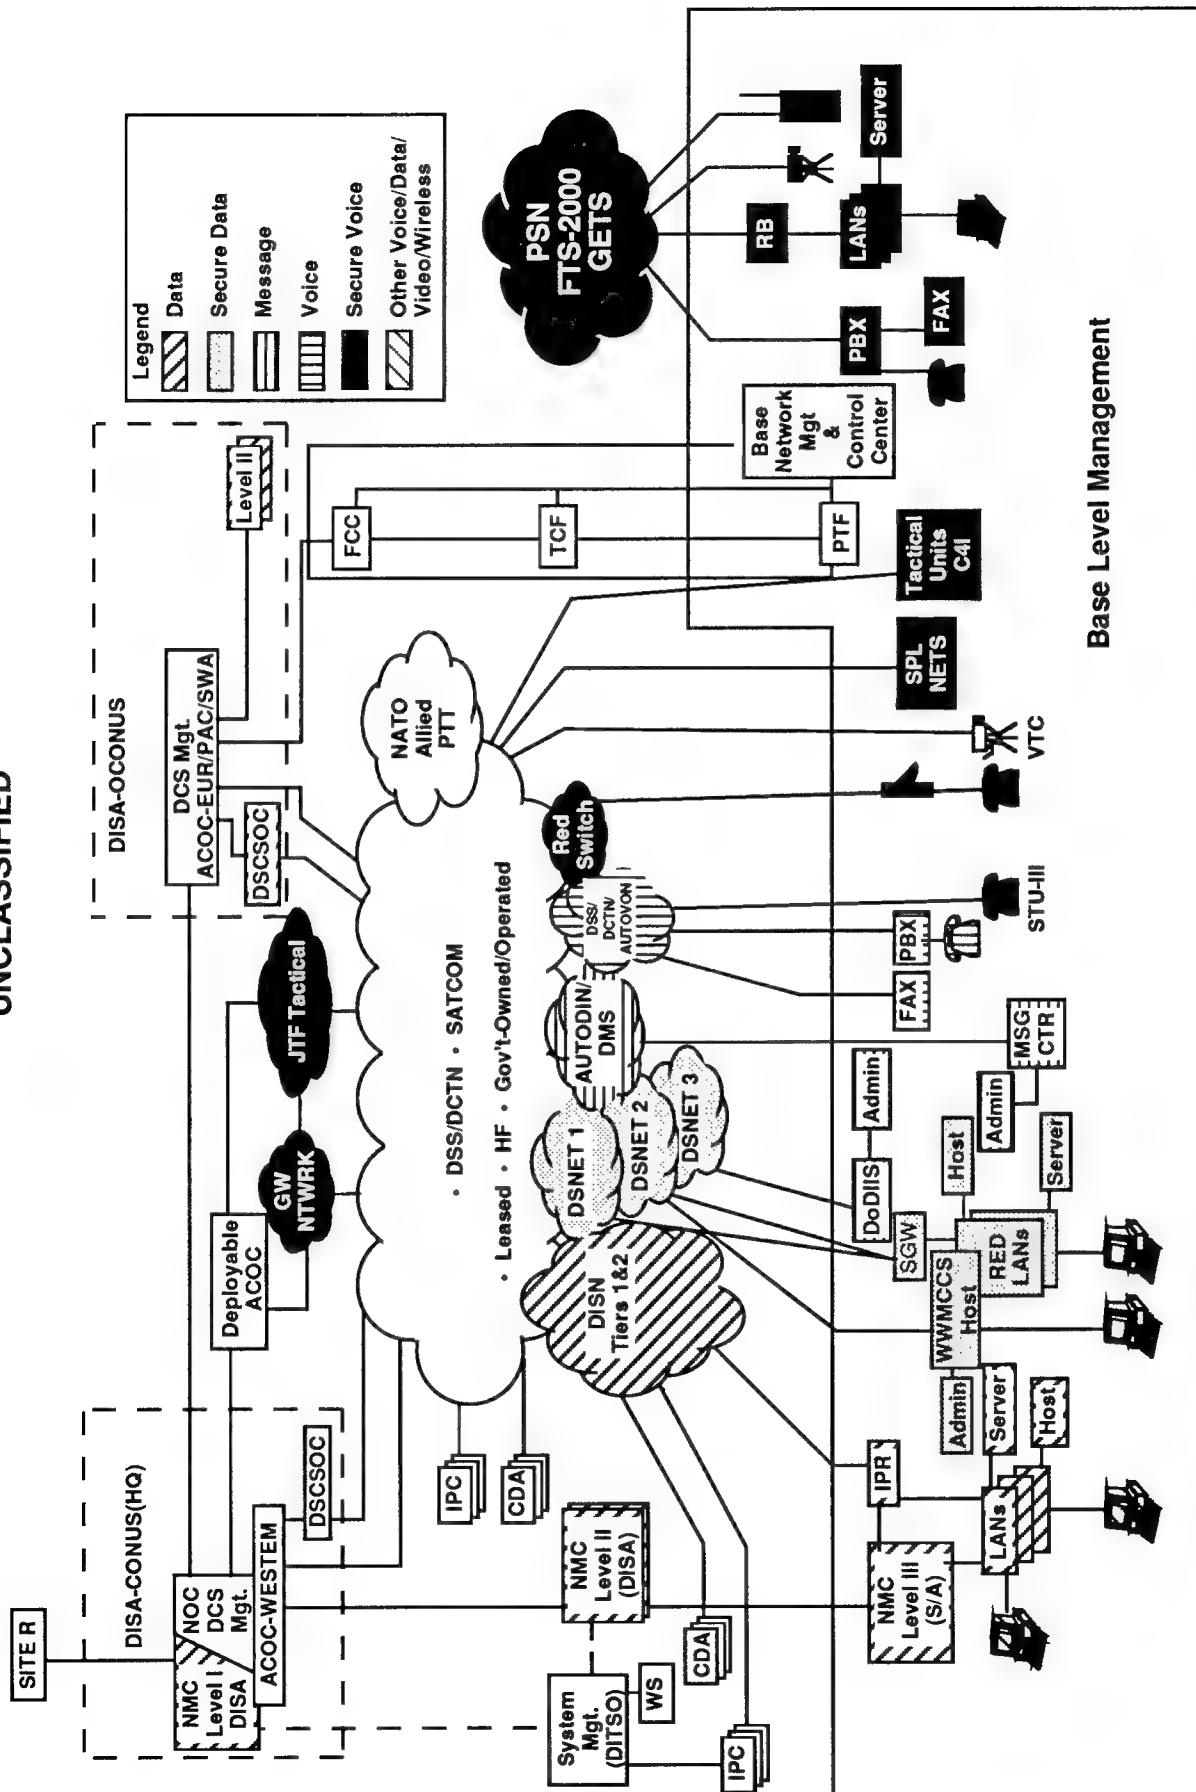 UNCLASSIFIED
SITE R
DISA-CONUS(HQ)
NMC
Level I
DISA
NOC
DCS
Mgt.
ACOC-WESTEM
DSCSOC
Deployable
ACOC
GW
NTWRK
JTF Tactical
DISA-OCONUS
DCS Mgt.
ACOC-EUR/PAC/SWA
DSCSOC
Level II
Legend
Data
Secure Data
Message
Voice
Secure Voice
Other Voice/Data/
Video/Wireless
IPC
CDA
• DSS/DCTN • SATCOM
• Leased • HF • Gov't-Owned/Operated
NATO
Allied
PTT
FCC
TCF
PTF
Base
Network
Mgt
&
Control
Center
PSN
FTS-2000
GETS
System
Mgt.
(DITSO)
WS
NMC
Level II
(DISA)
CDA
IPC
DISN
Tiers 1&2
DSNET 1
DSNET 2
DSNET 3
AUTODIN/
DMS
DSS/
DCTN/
AUTOVON
Red
Switch
NMC
Level III
(S/A)
IPR
LANs
Server
Host
Admin
WWMCCS
Host
SGW
RED
LANs
Host
Server
DoDIIS
Admin
Admin
MSG
CTR
FAX
PBX
STU-III
VTC
SPL
NETS
Tactical
Units
C4I
PBX
FAX
RB
LANs
Server
Base Level Management